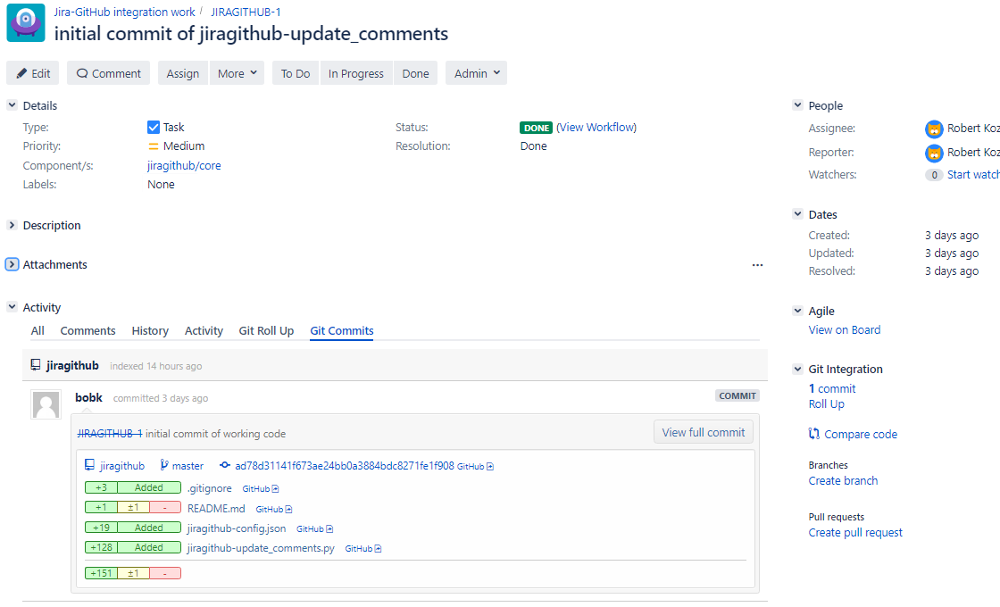 Jira-GitHub integration work / JIRAGITHUB-1
initial commit of jiragithub-update_comments
Edit Comment Assign More To Do In Progress Done Admin
Details
Type: Task
Priority: Medium
Component/s: jiragithub/core
Labels: None
Status: DONE (View Workflow)
Resolution: Done
Description
Attachments
...
Activity
All Comments History Activity Git Roll Up Git Commits
jiragithub indexed 14 hours ago
bobk committed 3 days ago COMMIT
JIRAGITHUB-1 initial commit of working code View full commit
jiragithub master ad78d31141f673ae24bb0a3884bdc8271fe1f908 GitHub
+3 Added .gitignore GitHub
+1 ±1 - README.md GitHub
+19 Added jiragithub-config.json GitHub
+128 Added jiragithub-update_comments.py GitHub
+151 ±1 -
People
Assignee: Robert Koz
Reporter: Robert Koz
Watchers: 0 Start watch
Dates
Created: 3 days ago
Updated: 3 days ago
Resolved: 3 days ago
Agile
View on Board
Git Integration
1 commit
Roll Up
Compare code
Branches
Create branch
Pull requests
Create pull request